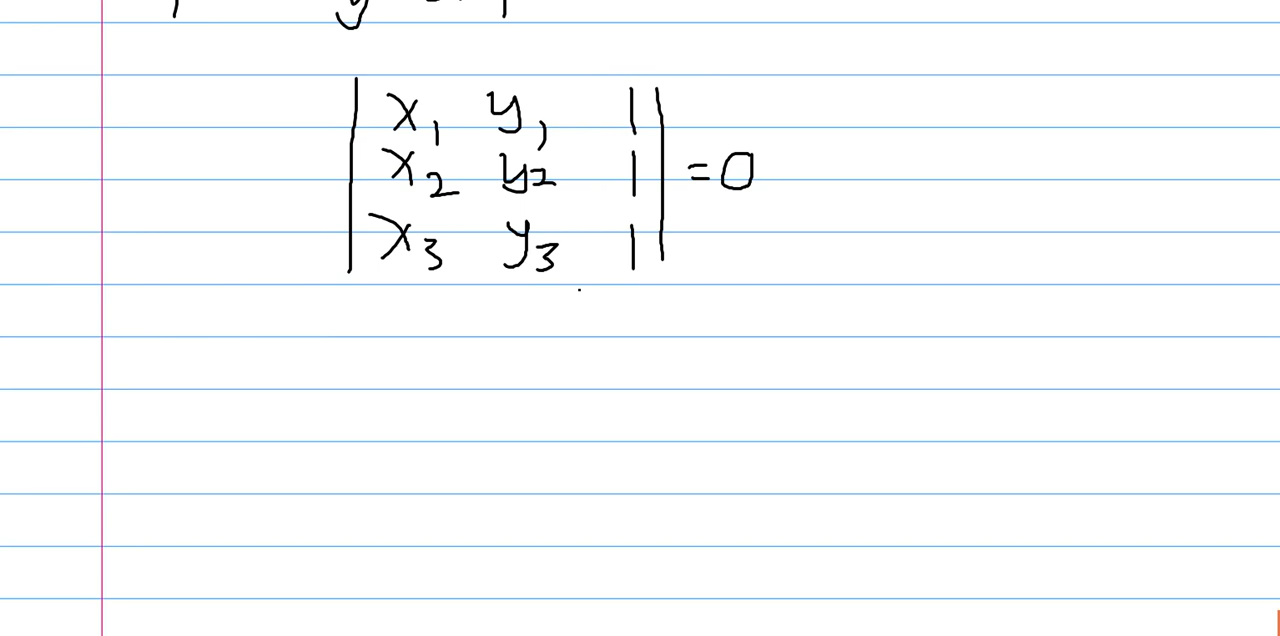 | x₁ y₁ 1 |
| x₂ y₂ 1 | = 0
| x₃ y₃ 1 |